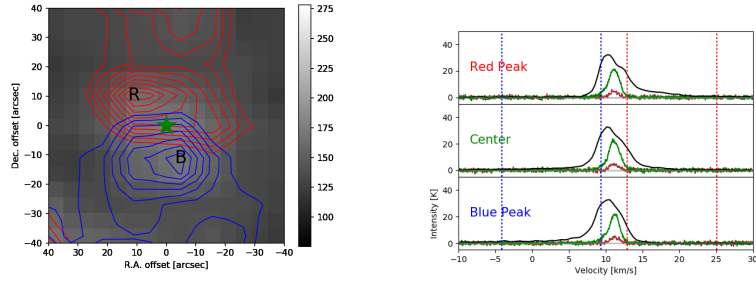 40
30
20
10
0
-10
-20
-30
-40
Dec. offset [arcsec]
R
B
40 30 20 10 0 -10 -20 -30 -40
R.A. offset [arcsec]
275
250
225
200
175
150
125
100
40
20
0
Red Peak
40
20
0
Center
40
20
0
Blue Peak
Intensity [K]
-10 -5 0 5 10 15 20 25 30
Velocity [km/s]